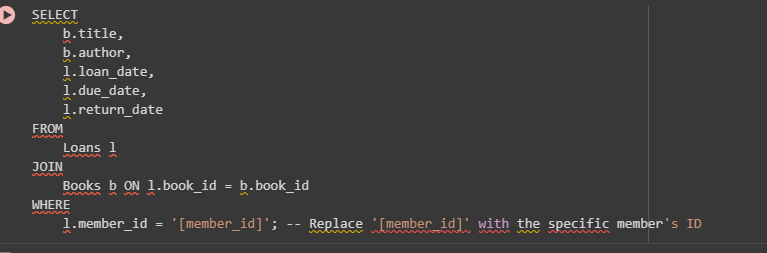 SELECT
b.title,
b.author,
l.loan_date,
l.due_date,
l.return_date
FROM
Loans l
JOIN
Books b ON l.book_id = b.book_id
WHERE
l.member_id = '[member_id]'; -- Replace '[member_id]' with the specific member's ID